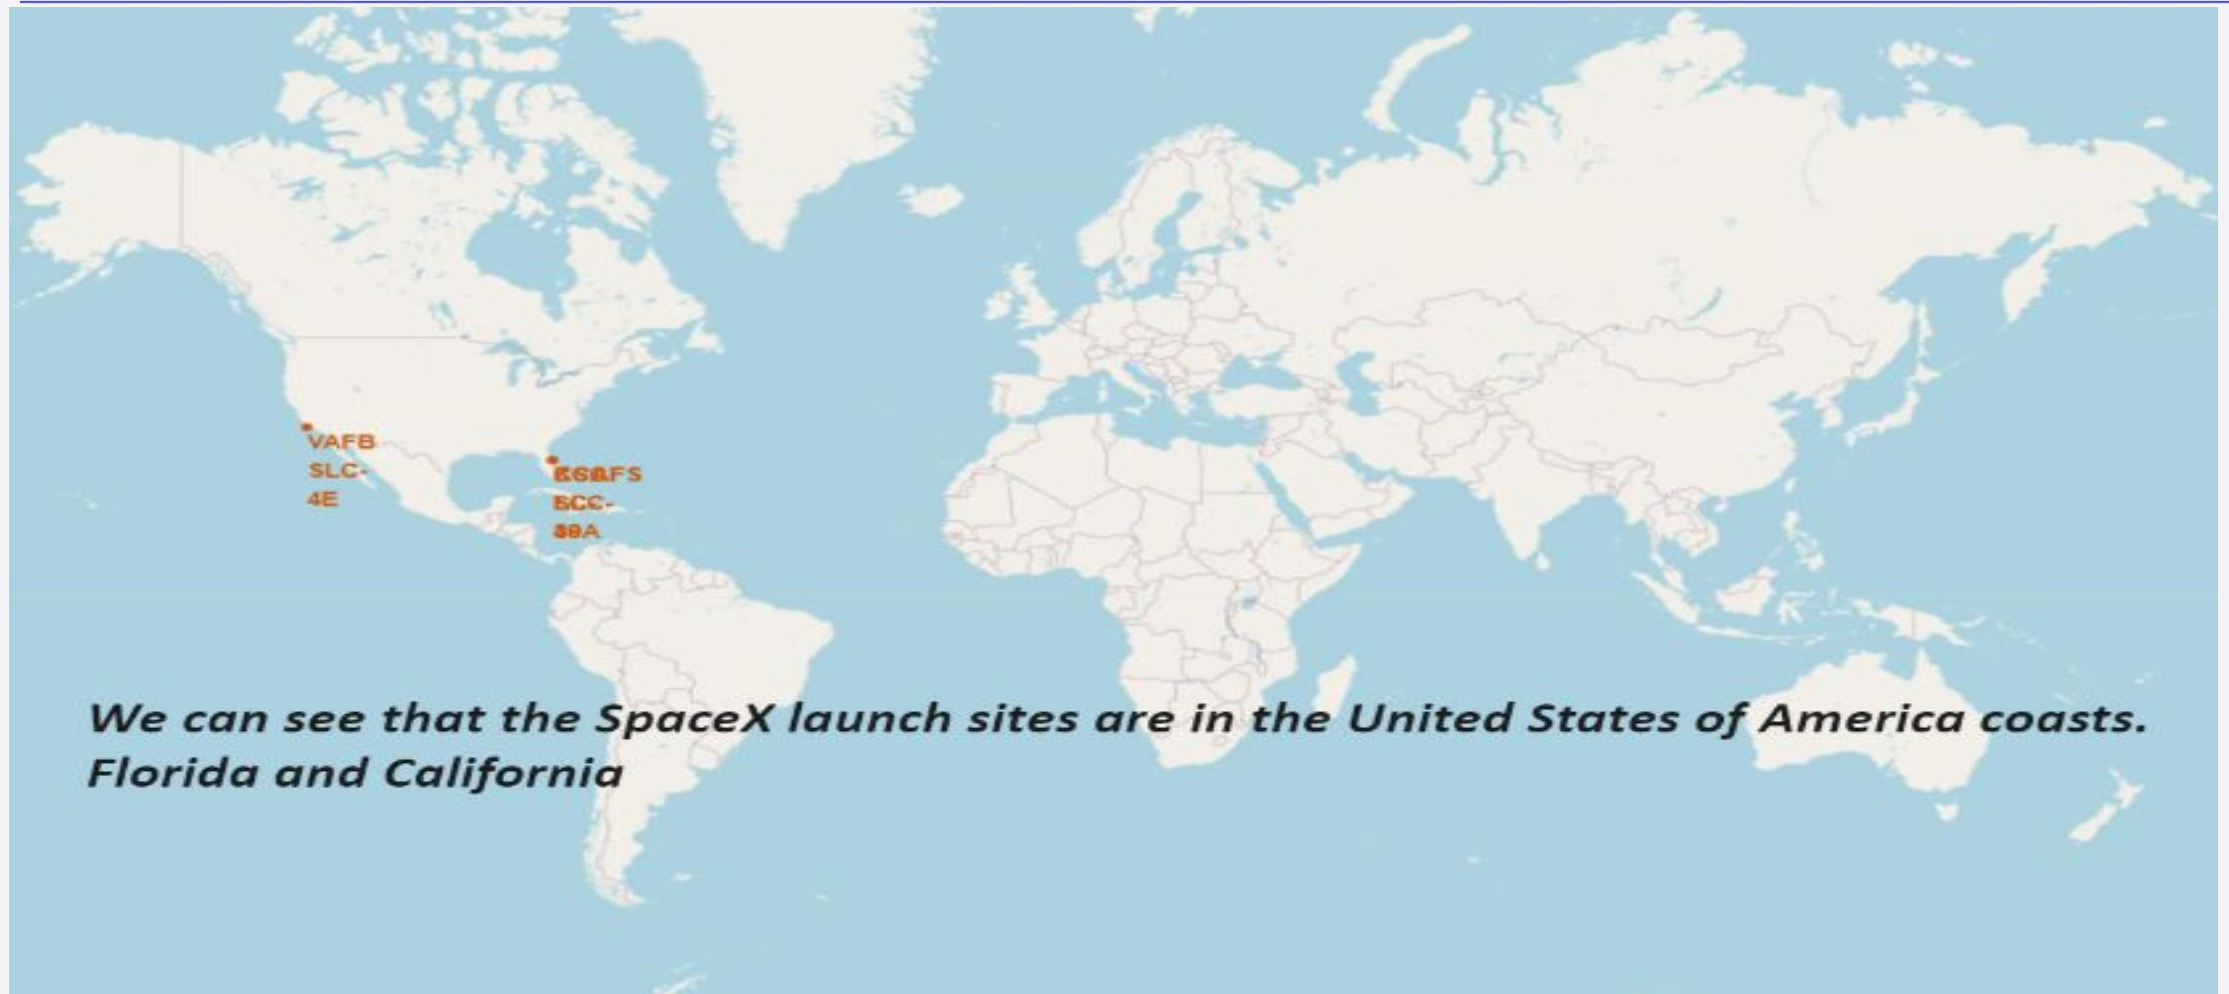 VAFB
SLC-
4E
We can see that the SpaceX launch sites are in the United States of America coasts.
Florida and California